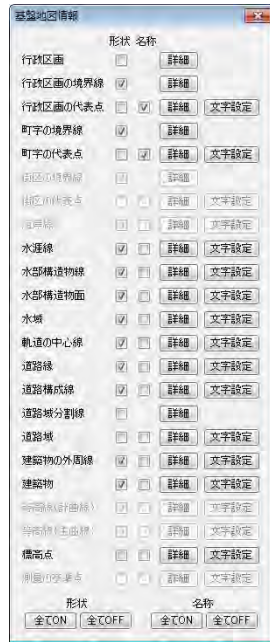 基盤地図情報
形状 名称
行政区画 詳細
行政区画の境界線 詳細
行政区画の代表点 詳細 文字設定
町字の境界線 詳細
町字の代表点 詳細 文字設定
街区の境界線 詳細
街区の代表点 詳細 文字設定
海岸線 詳細 文字設定
水涯線 詳細 文字設定
水部構造物線 詳細 文字設定
水部構造物面 詳細 文字設定
水域 詳細 文字設定
軌道の中心線 詳細 文字設定
道路縁 詳細 文字設定
道路構成線 詳細 文字設定
道路域分割線 詳細
道路域 詳細 文字設定
建築物の外周線 詳細 文字設定
建築物 詳細 文字設定
等高線(計曲線) 詳細 文字設定
等高線(主曲線) 詳細 文字設定
標高点 詳細 文字設定
測量の基準点 詳細 文字設定
形状 名称
全てON 全てOFF 全てON 全てOFF